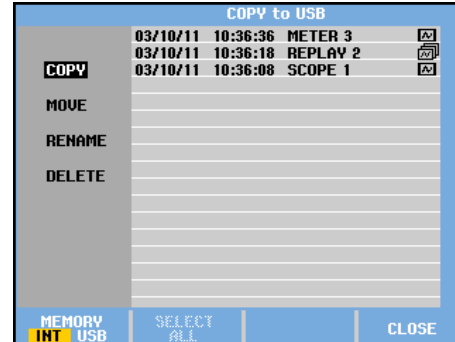 COPY to USB
03/10/11 10:36:36 METER 3
03/10/11 10:36:18 REPLAY 2
03/10/11 10:36:08 SCOPE 1
COPY
MOVE
RENAME
DELETE
MEMORY
INT USB
SELECT
ALL
CLOSE